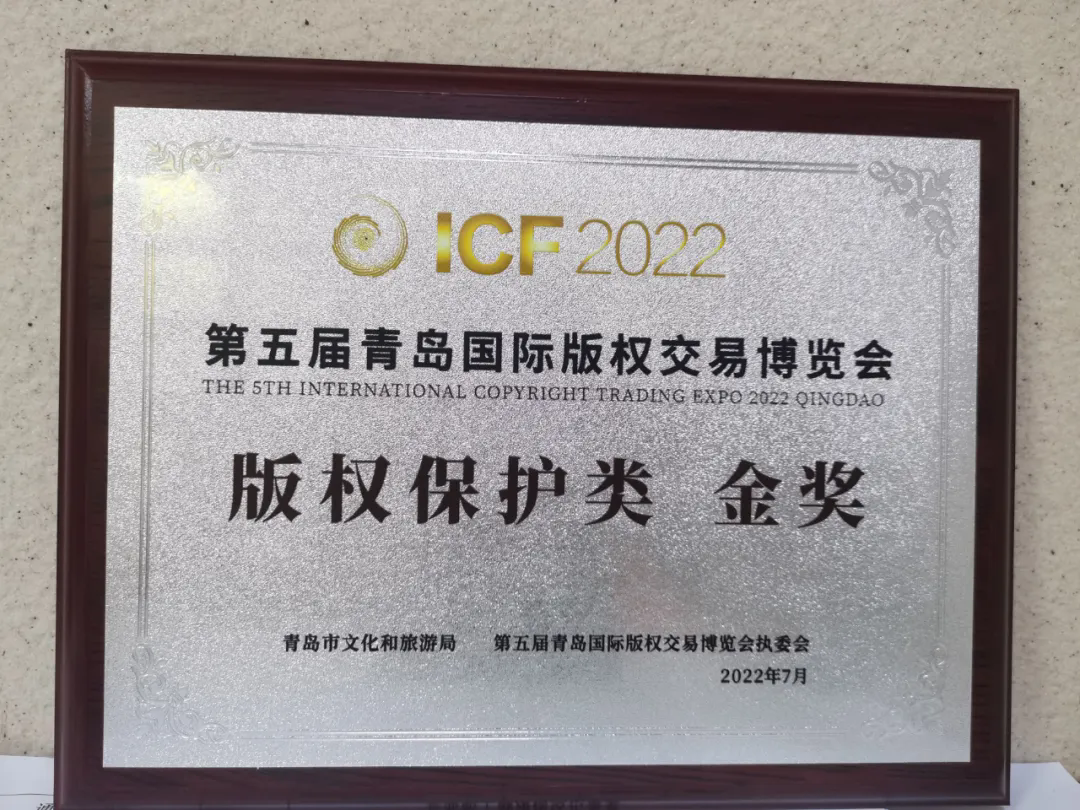 ICF 2022
第五届青岛国际版权交易博览会
THE 5TH INTERNATIONAL COPYRIGHT TRADING EXPO 2022 QINGDAO
版权保护类 金奖
青岛市文化和旅游局 第五届青岛国际版权交易博览会执委会
2022年7月